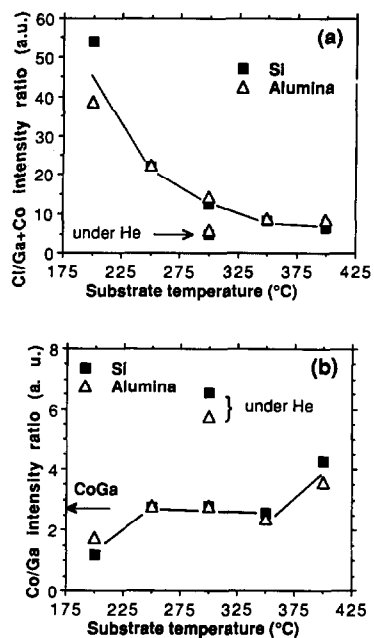 Cl/Ga+Co intensity ratio (a.u.)
60
50
40
30
20
10
0
(a)
Si
Alumina
under He
175 225 275 325 375 425
Substrate temperature (°C)
Co/Ga intensity ratio (a. u.)
8
6
4
2
0
Si
Alumina
(b)
under He
CoGa
175 225 275 325 375 425
Substrate temperature (°C)